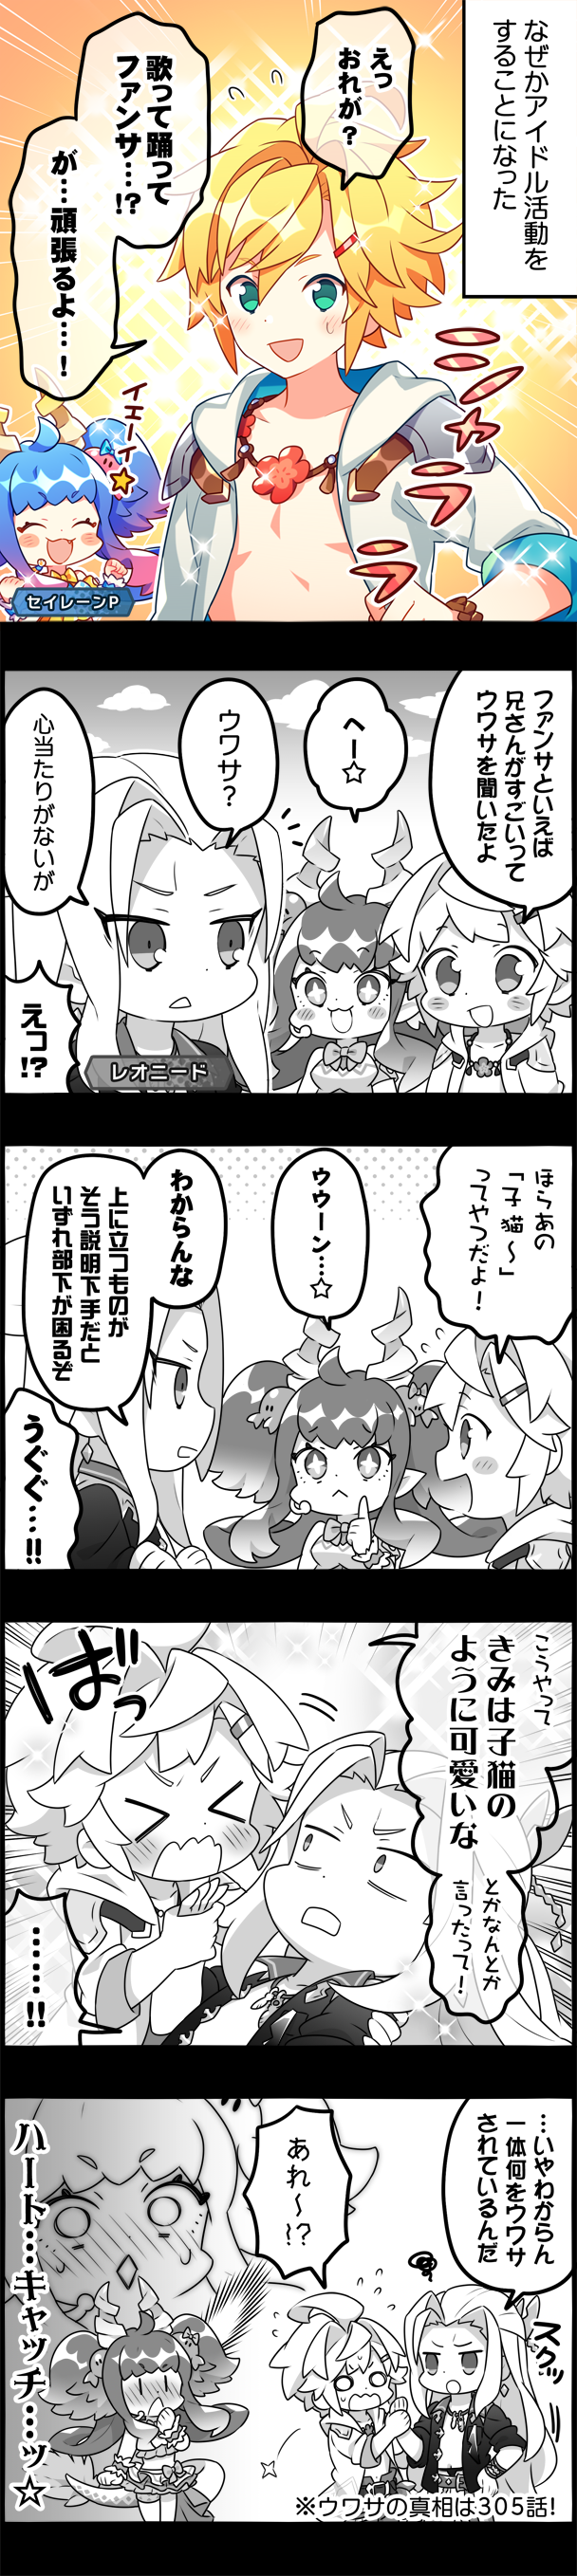 なぜかアイドル活動を
することになった
えっ
おれが？
歌って踊って
ファンサ…!?
が…頑張るよ…！
キャラララ
イエーィ☆
セイレーンP
ファンサといえば
兄さんがすごいって
ウワサを聞いたよ
へー☆
ウワサ？
心当たりがないが
えっ!?
レオニード
ほらあの
「子猫〜」
ってやつだよ！
ウウーン…☆
わからんな
上に立つものが
そう説明下手だと
いずれ部下が困るぞ
うぐぐ…!!
こうやって
きみは子猫の
ように可愛いな
とかなんとか
言ったって！
ばっ
……!!
…いやわからん
一体何をウワサ
されているんだ
スクッ
あれ〜!?
ハート…キャッチ…ッ☆
※ウワサの真相は305話!